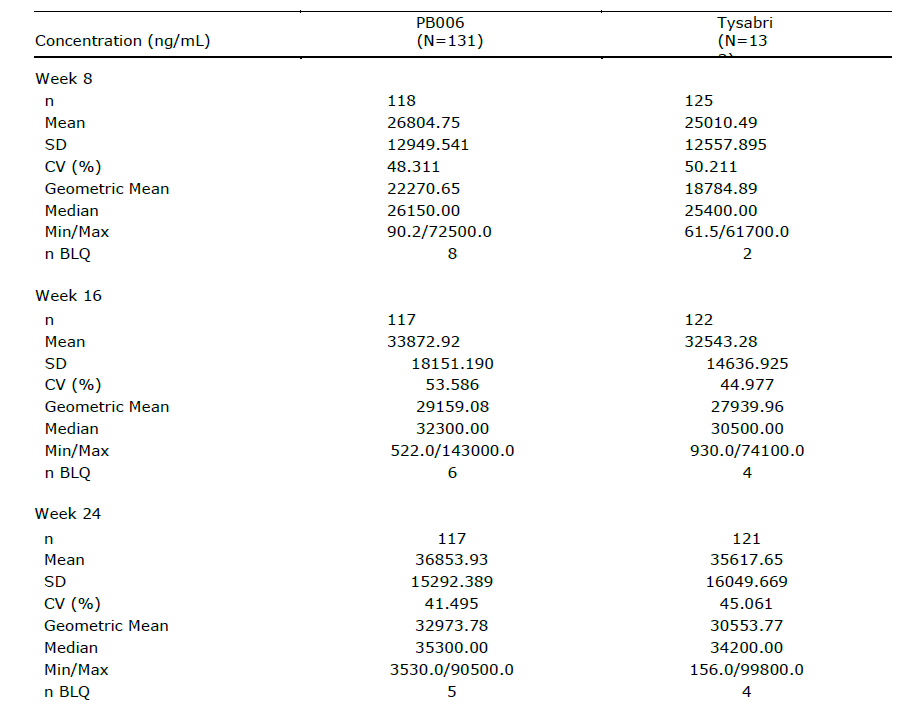 PB006 Tysabri
Concentration (ng/mL) (N=131) (N=13
Week 8
n 118 125
Mean 26804.75 25010.49
SD 12949.541 12557.895
CV (%) 48.311 50.211
Geometric Mean 22270.65 18784.89
Median 26150.00 25400.00
Min/Max 90.2/72500.0 61.5/61700.0
n BLQ 8 2
Week 16
n 117 122
Mean 33872.92 32543.28
SD 18151.190 14636.925
CV (%) 53.586 44.977
Geometric Mean 29159.08 27939.96
Median 32300.00 30500.00
Min/Max 522.0/143000.0 930.0/74100.0
n BLQ 6 4
Week 24
n 117 121
Mean 36853.93 35617.65
SD 15292.389 16049.669
CV (%) 41.495 45.061
Geometric Mean 32973.78 30553.77
Median 35300.00 34200.00
Min/Max 3530.0/90500.0 156.0/99800.0
n BLQ 5 4